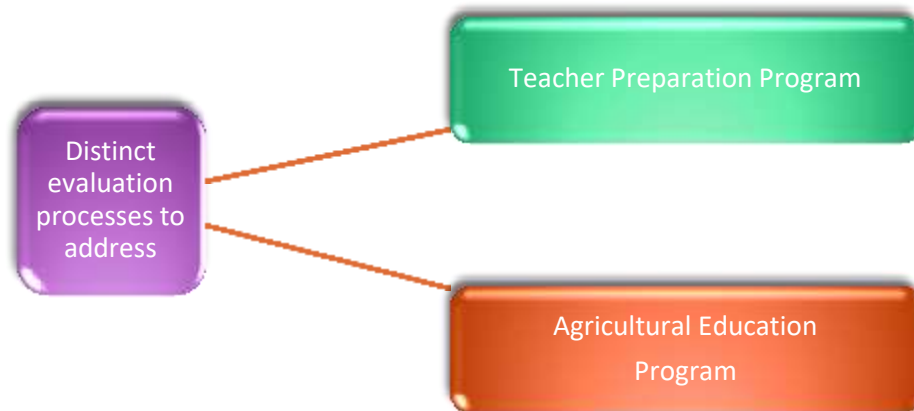 Distinct
evaluation
processes to
address
Teacher Preparation Program
Agricultural Education
Program